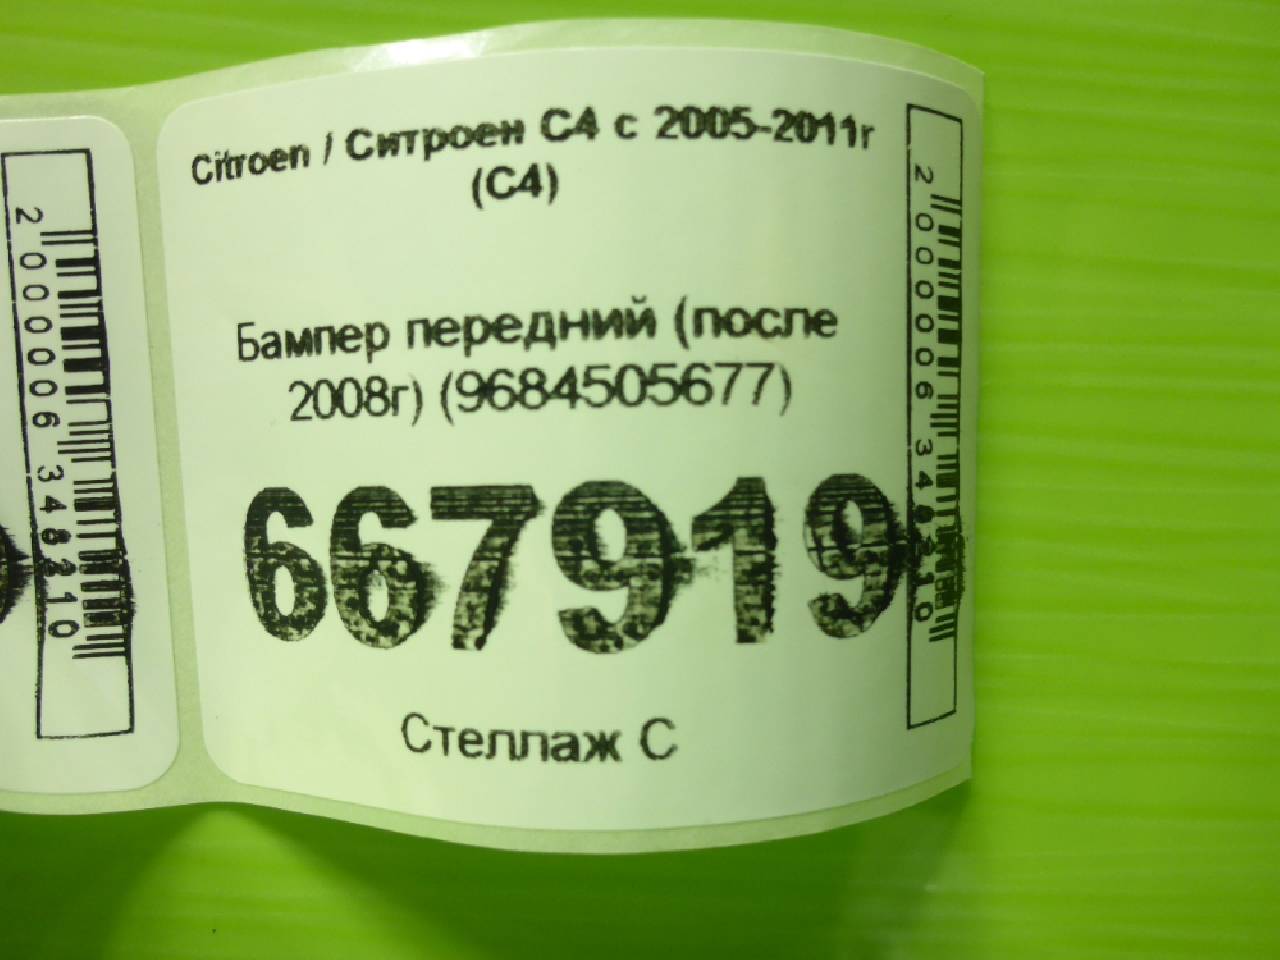 Citroen / Ситроен С4 с 2005-2011г
(С4)
Бампер передний (после
2008г) (9684505677)
667919
Стеллаж С